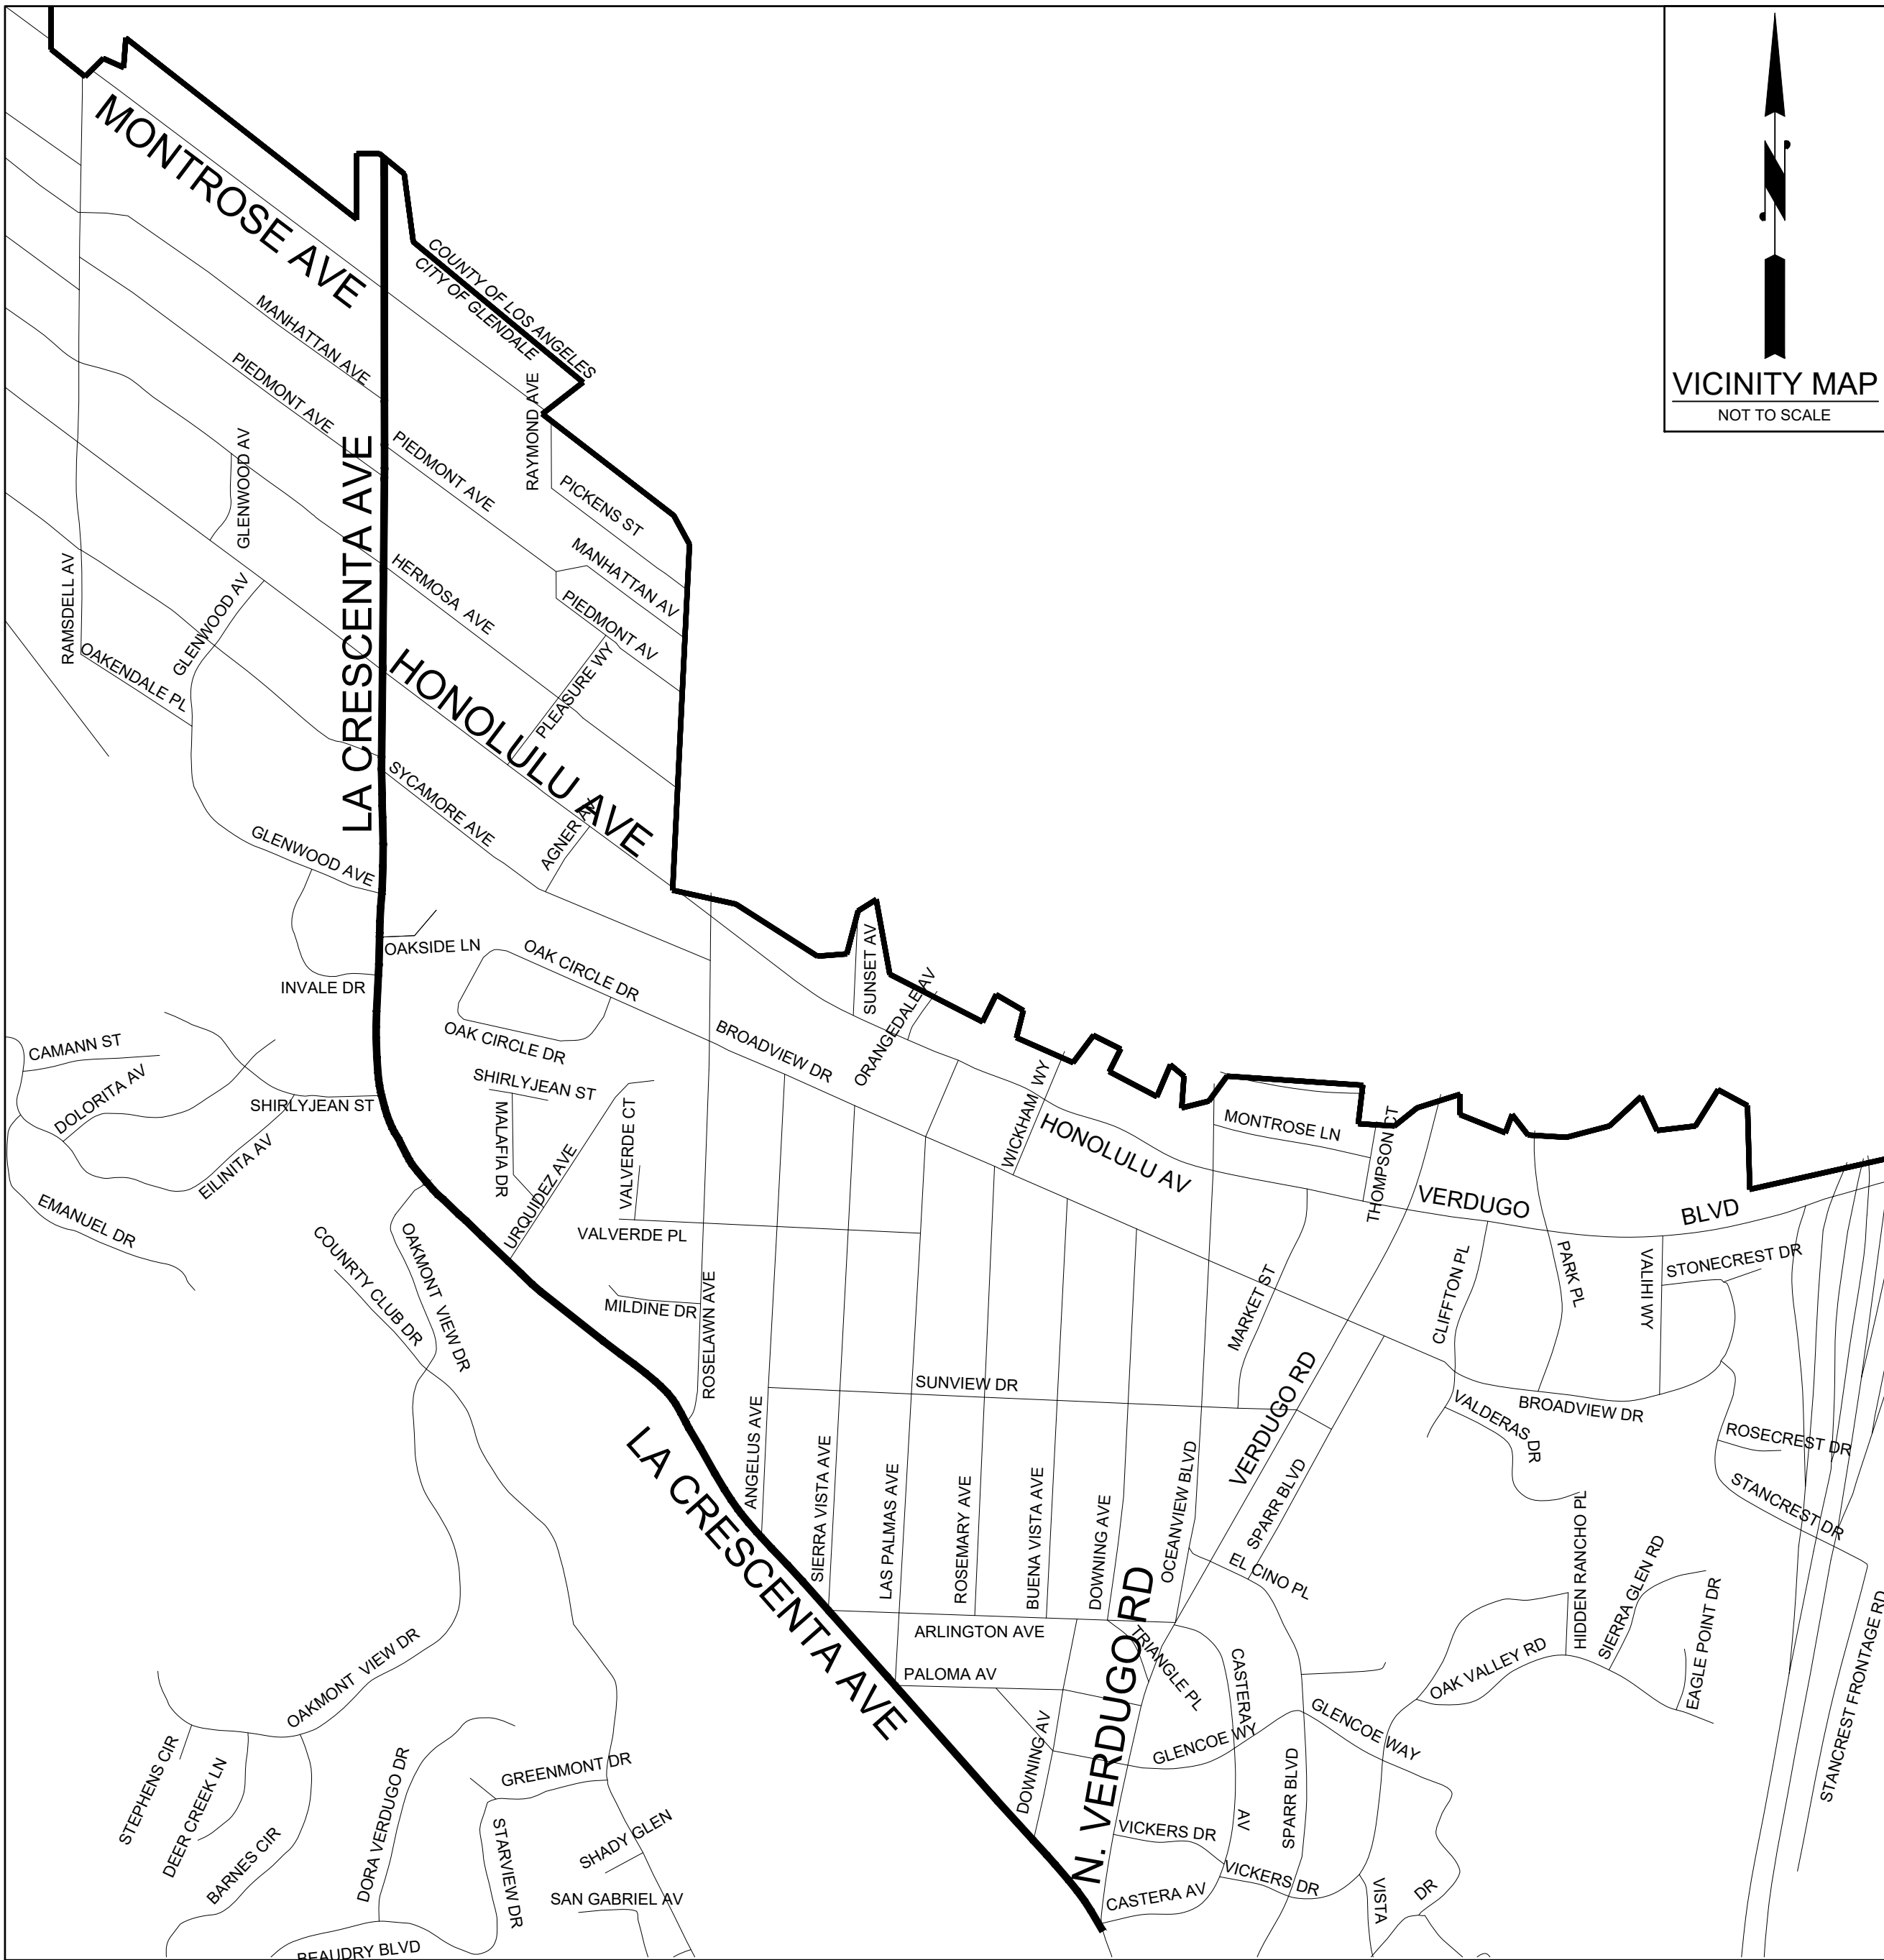 MONTROSE AVE
COUNTY OF LOS ANGELES
CITY OF GLENDALE
VICINITY MAP
NOT TO SCALE
MANHATTAN AVE
PIEDMONT AVE
RAYMOND AVE
GLENWOOD AV
LA CRESCENTA AVE
PIEDMONT AVE
PICKENS ST
MANHATTAN AV
RAMSDELL AV
GLENWOOD AV
HERMOSA AVE
PIEDMONT AV
OAKENDALE PL
HONOLULU AVE
PLEASURE WY
SYCAMORE AVE
AGNER AV
GLENWOOD AVE
OAKSIDE LN
OAK CIRCLE DR
SUNSET AV
INVALE DR
OAK CIRCLE DR
BROADVIEW DR
ORANGEDALE AV
CAMANN ST
DOLORITA AV
SHIRLYJEAN ST
SHIRLYJEAN ST
MALAFIA DR
VALVERDE CT
WICKHAM WY
HONOLULU AV
MONTROSE LN
THOMPSON CT
EILINITA AV
EMANUEL DR
URQUIDEZ AVE
VALVERDE PL
VERDUGO
BLVD
COUNRTY CLUB DR
OAKMONT VIEW DR
MILDINE DR
ROSELAWN AVE
MARKET ST
CLIFFTON PL
PARK PL
VALIHI WY
STONECREST DR
SUNVIEW DR
VERDUGO RD
VALDERAS DR
BROADVIEW DR
ROSECREST DR
STANCREST DR
LA CRESCENTA AVE
ANGELUS AVE
SIERRA VISTA AVE
LAS PALMAS AVE
ROSEMARY AVE
BUENA VISTA AVE
DOWNING AVE
OCEANVIEW BLVD
SPARR BLVD
EL CINO PL
HIDDEN RANCHO PL
SIERRA GLEN RD
EAGLE POINT DR
STANCREST FRONTAGE RD
ARLINGTON AVE
PALOMA AV
N. VERDUGO RD
TRIANGLE PL
CASTERA
AV
OAK VALLEY RD
OAKMONT VIEW DR
GLENCOE WY
GLENCOE WAY
DOWNING AV
SPARR BLVD
STEPHENS CIR
DEER CREEK LN
BARNES CIR
DORA VERDUGO DR
GREENMONT DR
STARVIEW DR
SHADY GLEN
SAN GABRIEL AV
VICKERS DR
VICKERS DR
CASTERA AV
VISTA
DR
BEAUDRY BLVD